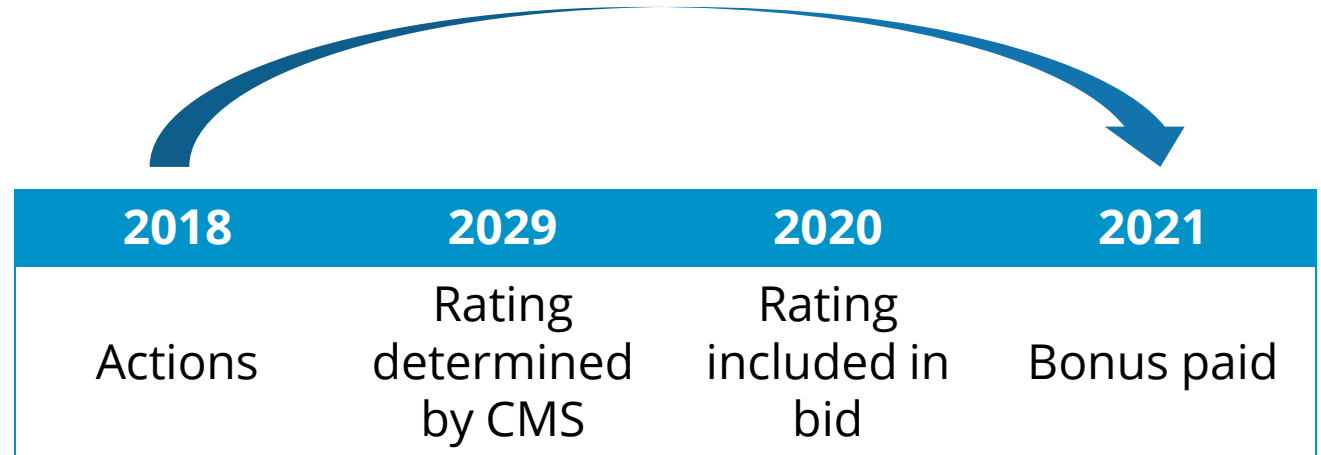 2018 2029 2020 2021
Actions
Rating
determined
by CMS
Rating
included in
bid
Bonus paid